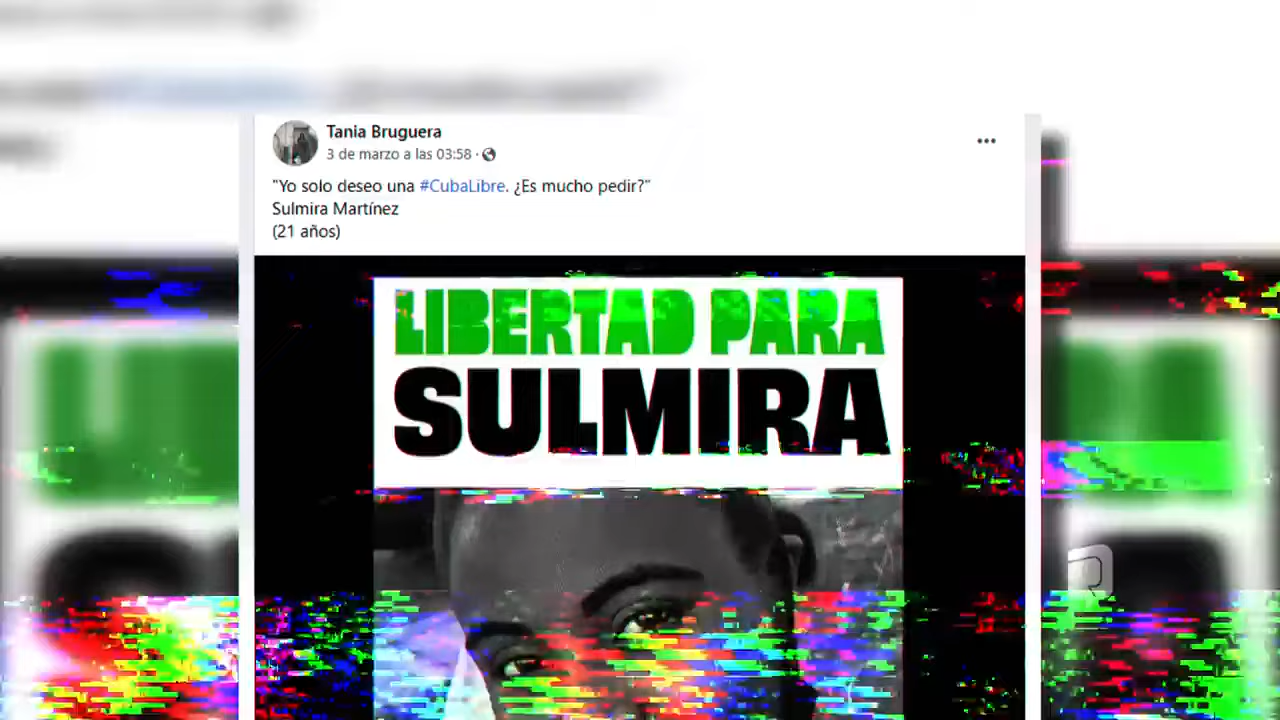 Tania Bruguera
3 de marzo a las 03:58 ·
"Yo solo deseo una #CubaLibre. ¿Es mucho pedir?"
Sulmira Martínez
(21 años)
LIBERTAD PARA
SULMIRA